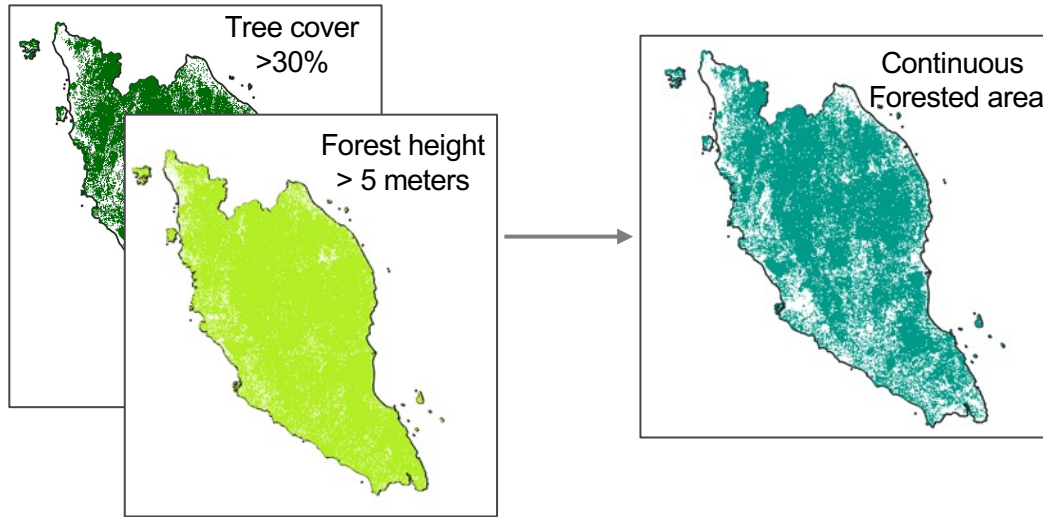 Tree cover
>30%
Forest height
> 5 meters
Continuous
Forested area